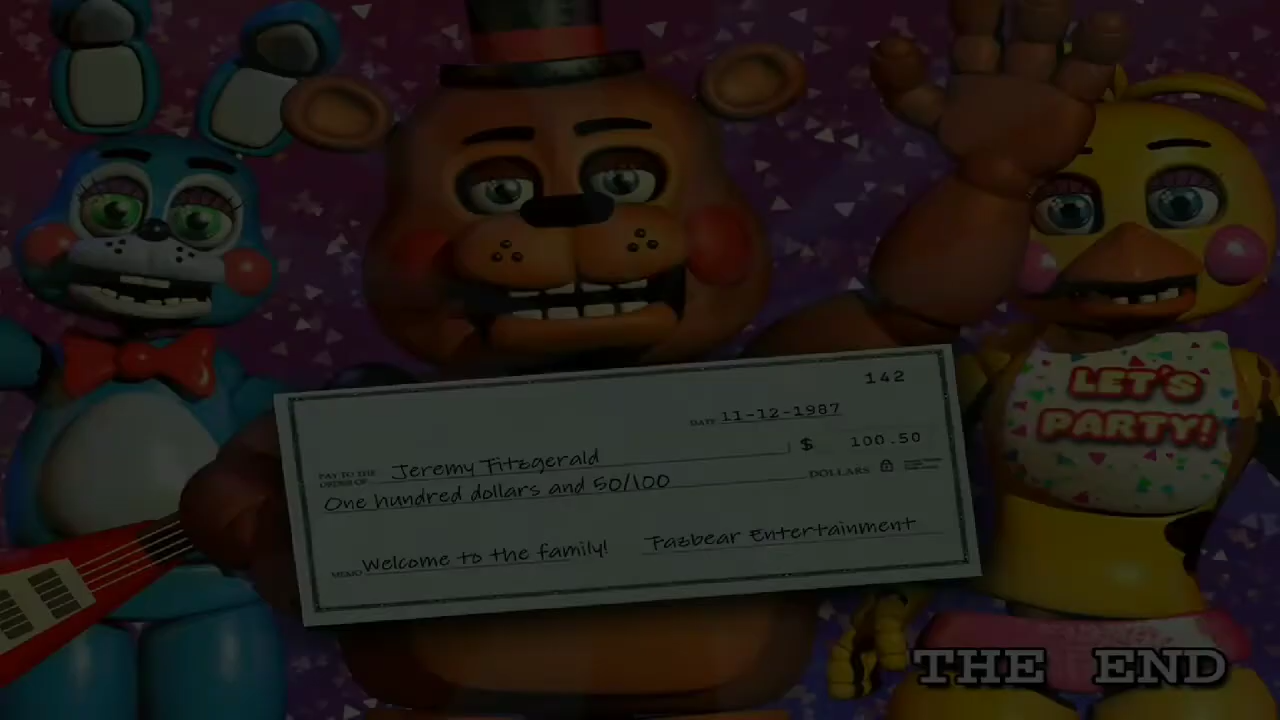 LET'S
PARTY!
142
DATE 11-12-1987
PAY TO THE
ORDER OF Jeremy Fitzgerald $ 100.50
One hundred dollars and 50/100 DOLLARS
MEMO Welcome to the family! Fazbear Entertainment
THE END